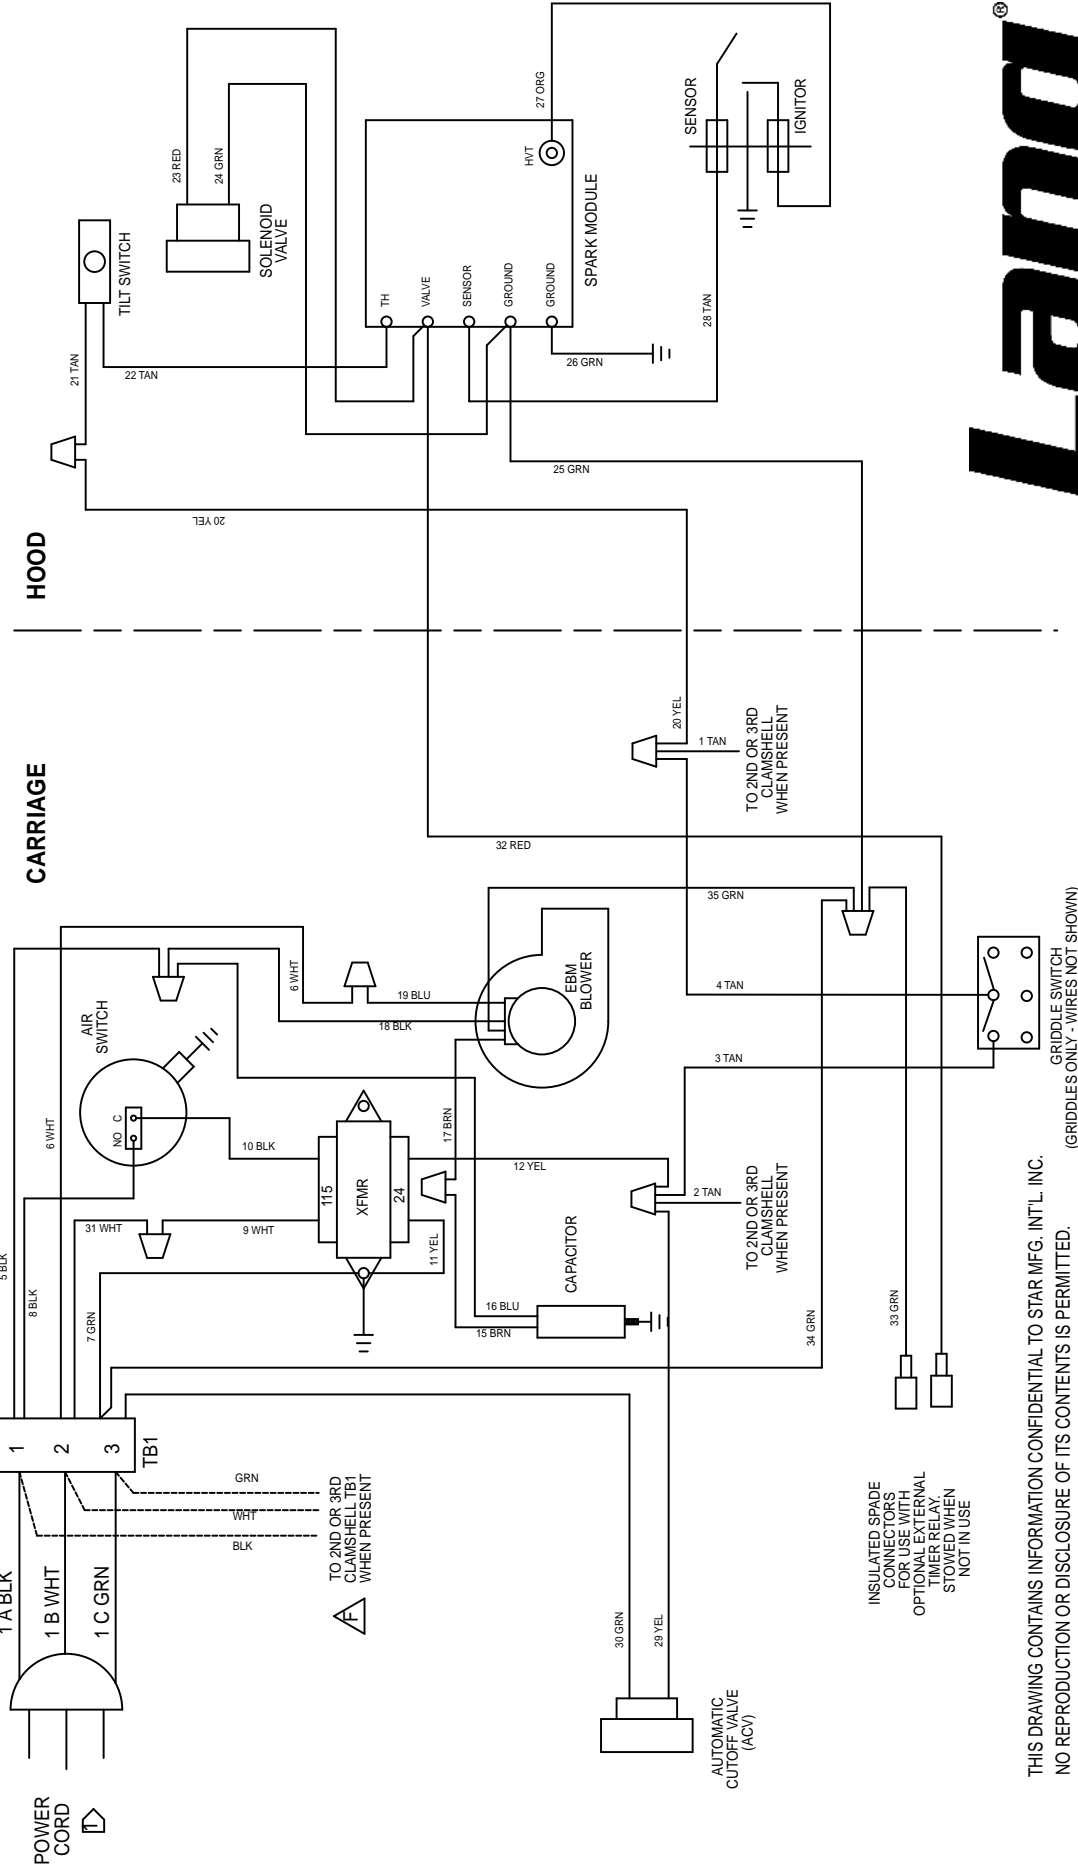 POWER
CORD
1
1 A BLK
1 B WHT
1 C GRN
TB1
1
2
3
BLK
WHT
GRN
TO 2ND OR 3RD
CLAMSHELL TB1
WHEN PRESENT
F
5 BLK
8 BLK
6 WHT
31 WHT
7 GRN
9 WHT
10 BLK
AIR
SWITCH
NO C
6 WHT
115
XFMR
24
11 YEL
12 YEL
17 BRN
19 BLU
18 BLK
EBM
BLOWER
16 BLU
15 BRN
CAPACITOR
CARRIAGE
HOOD
AUTOMATIC
CUTOFF VALVE
(ACV)
30 GRN
29 YEL
2 TAN
TO 2ND OR 3RD
CLAMSHELL
WHEN PRESENT
3 TAN
4 TAN
35 GRN
34 GRN
33 GRN
32 RED
1 TAN
TO 2ND OR 3RD
CLAMSHELL
WHEN PRESENT
20 YEL
20 YEL
21 TAN
22 TAN
TILT SWITCH
SOLENOID
VALVE
23 RED
24 GRN
TH
VALVE
SENSOR
GROUND
GROUND
HVT
SPARK MODULE
25 GRN
26 GRN
27 ORG
28 TAN
SENSOR
IGNITOR
INSULATED SPADE
CONNECTORS
FOR USE WITH
OPTIONAL EXTERNAL
TIMER RELAY.
STOWED WHEN
NOT IN USE
GRIDDLE SWITCH
(GRIDDLES ONLY - WIRES NOT SHOWN)
THIS DRAWING CONTAINS INFORMATION CONFIDENTIAL TO STAR MFG. INT'L. INC.
NO REPRODUCTION OR DISCLOSURE OF ITS CONTENTS IS PERMITTED.
Lang®